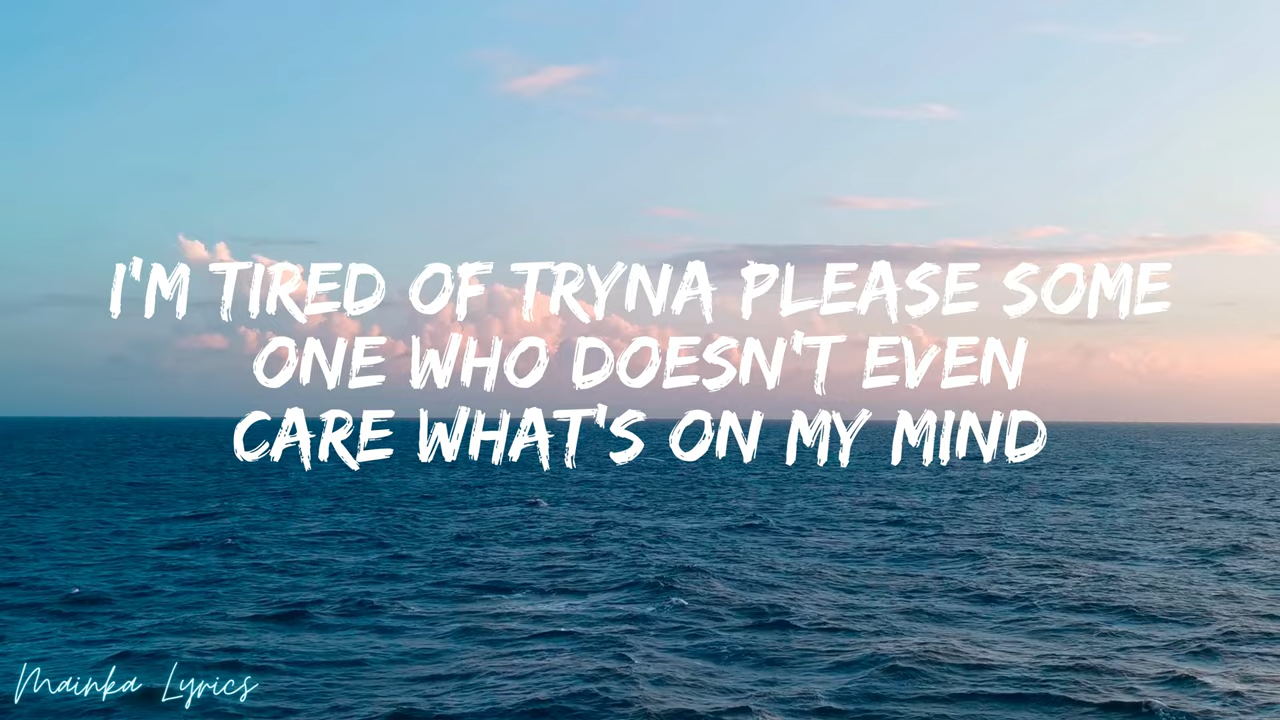 I'M TIRED OF TRYNA PLEASE SOME
ONE WHO DOESN'T EVEN
CARE WHAT'S ON MY MIND
Mainka Lyrics